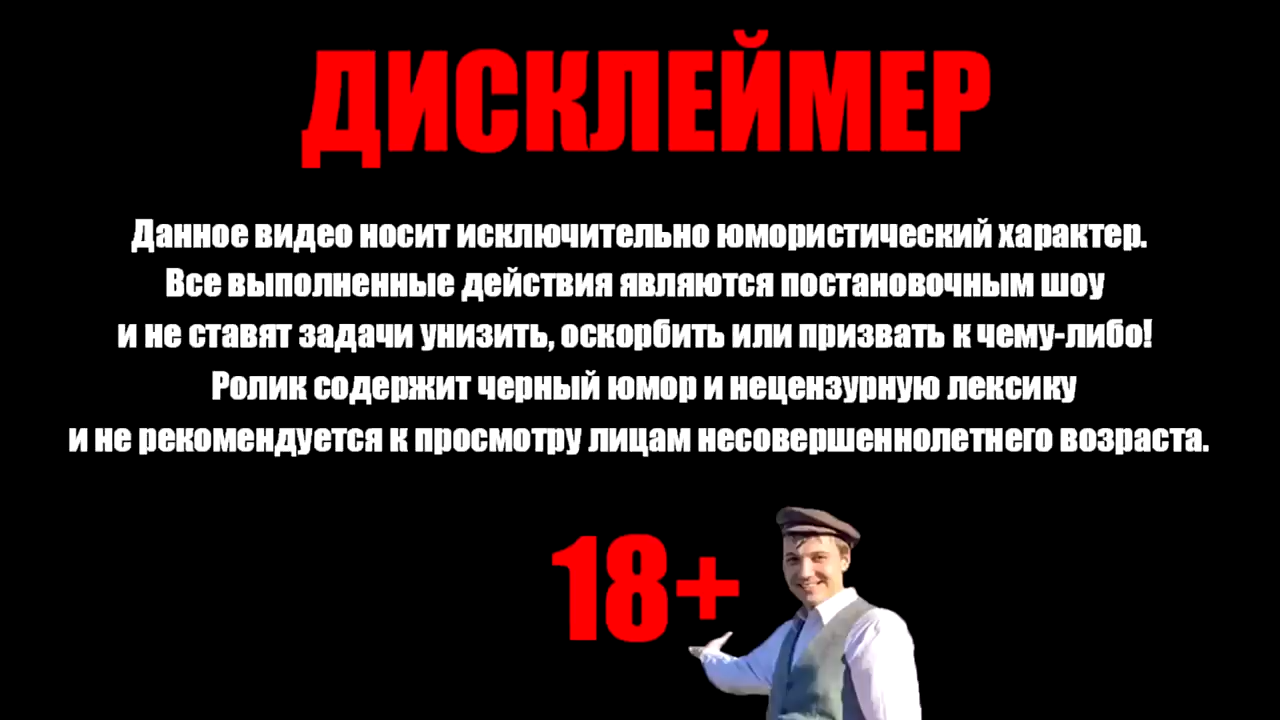 ДИСКЛЕЙМЕР
Данное видео носит исключительно юмористический характер.
Все выполненные действия являются постановочным шоу
и не ставят задачи унизить, оскорбить или призвать к чему-либо!
Ролик содержит черный юмор и нецензурную лексику
и не рекомендуется к просмотру лицам несовершеннолетнего возраста.
18+